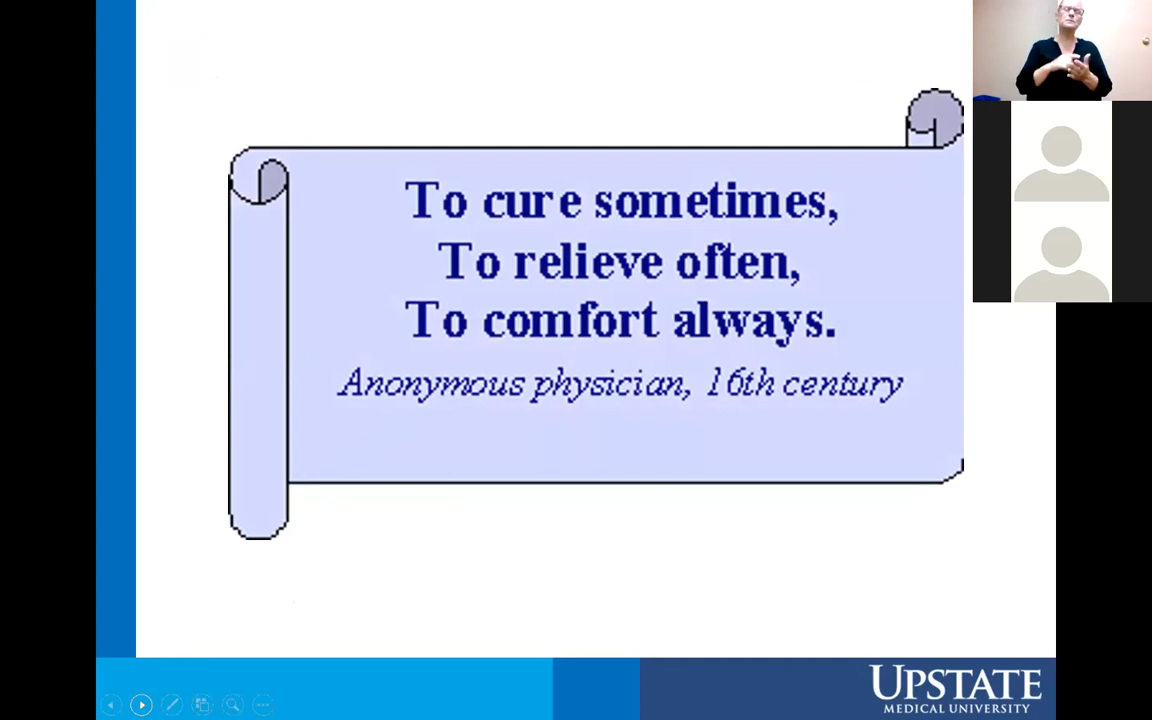 To cure sometimes,
To relieve often,
To comfort always.
Anonymous physician, 16th century
UPSTATE
MEDICAL UNIVERSITY